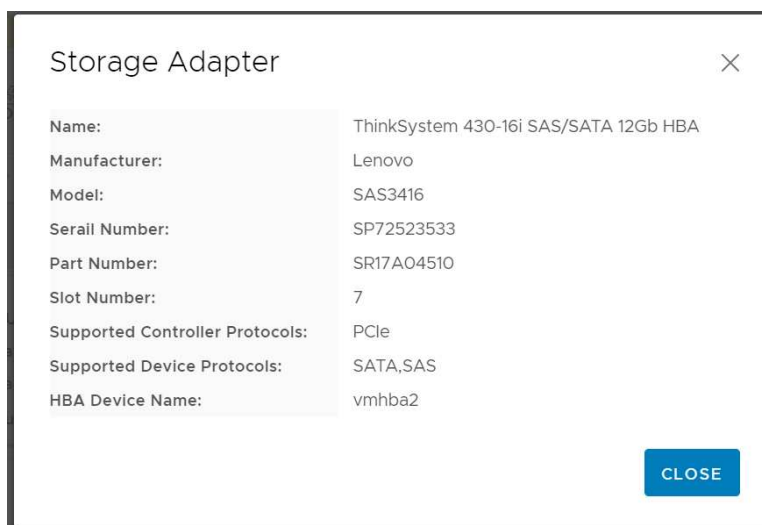 Storage Adapter
Name: ThinkSystem 430-16i SAS/SATA 12Gb HBA
Manufacturer: Lenovo
Model: SAS3416
Serail Number: SP72523533
Part Number: SR17A04510
Slot Number: 7
Supported Controller Protocols: PCIe
Supported Device Protocols: SATA,SAS
HBA Device Name: vmhba2
CLOSE